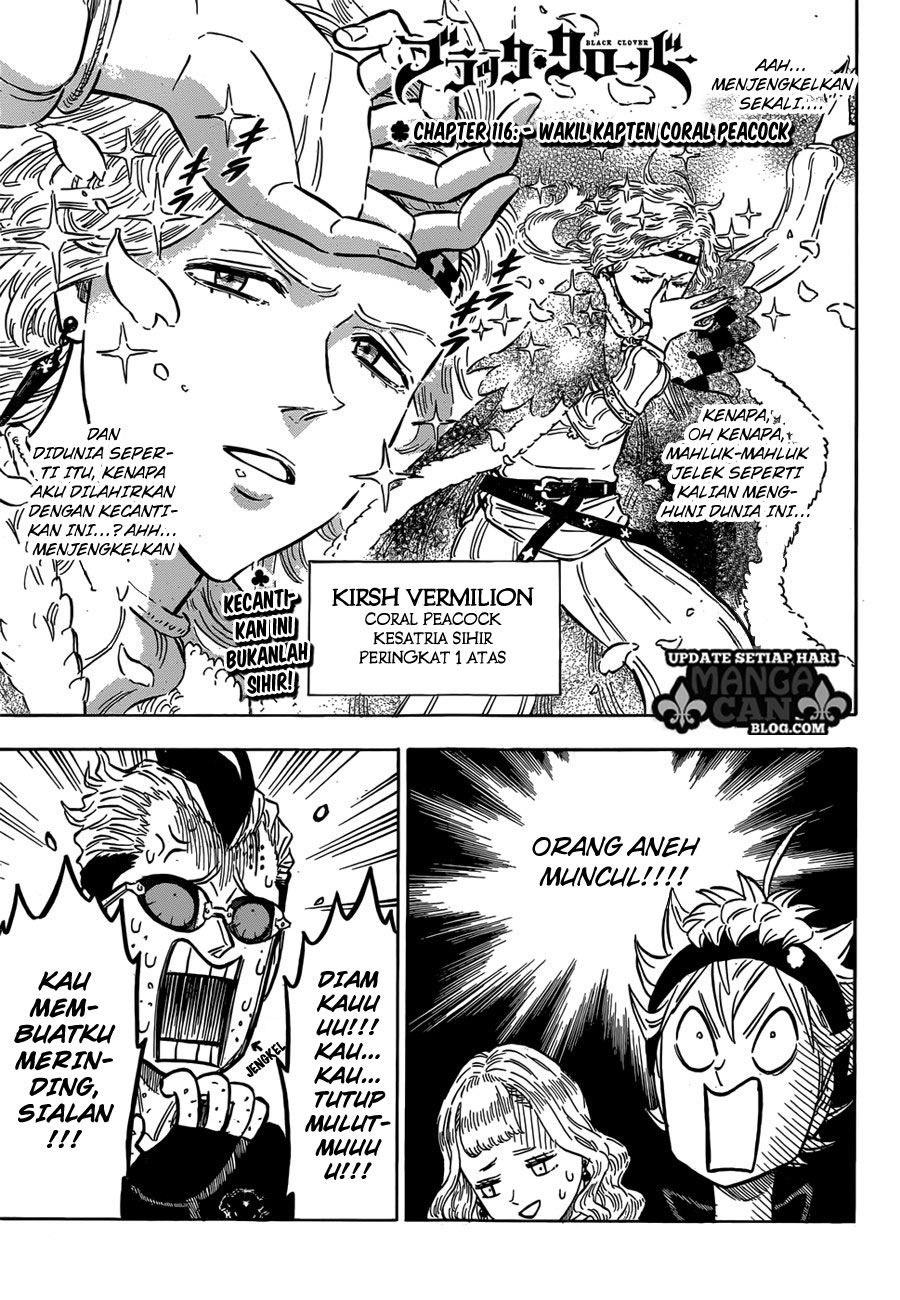 BLACK CLOVER
ブラック・クローバー
CHAPTER 116: - WAKIL KAPTEN CORAL PEACOCK
AAH...
MENJENGKELKAN
SEKALI....
KENAPA,
OH KENAPA,
MAHLUK-MAHLUK
JELEK SEPERTI
KALIAN MENG-
HUNI DUNIA INI...
DAN
DIDUNIA SEPER-
TI ITU, KENAPA
AKU DILAHIRKAN
DENGAN KECANTI-
KAN INI...? AHH...
MENJENGKELKAN
KECANTI-
KAN INI
BUKANLAH
SIHIR!
KIRSH VERMILION
CORAL PEACOCK
KESATRIA SIHIR
PERINGKAT 1 ATAS
UPDATE SETIAP HARI
MANGA
CAN
BLOG.COM
ORANG ANEH
MUNCUL!!!!
DIAM
KAUU
UU!!!
KAU...
KAU...
TUTUP
MULUT-
MUUU
U!!!
JENGKEL
KAU
MEM-
BUATKU
MERIN-
DING,
SIALAN
!!!